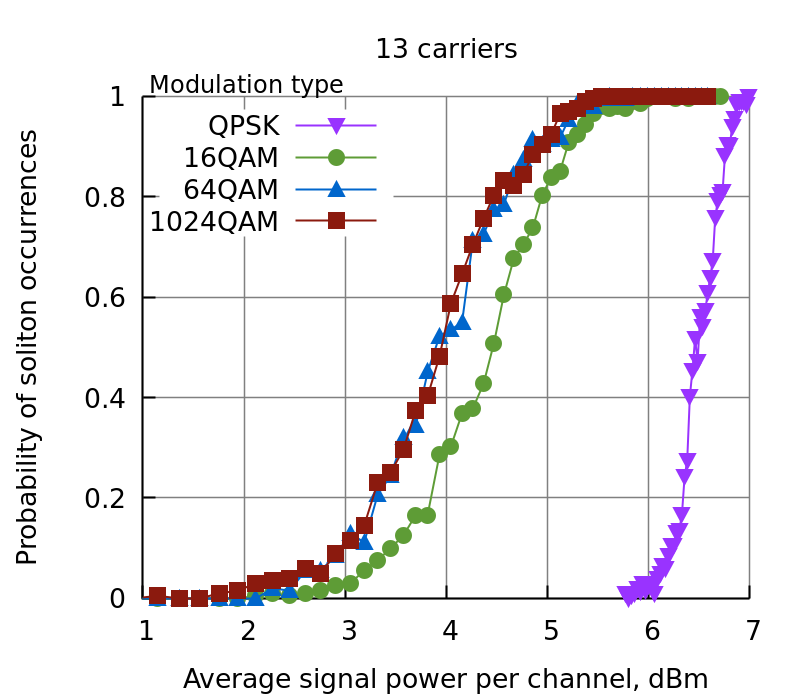 13 carriers
Modulation type
QPSK
16QAM
64QAM
1024QAM
Probability of soliton occurrences
1
0.8
0.6
0.4
0.2
0
1 2 3 4 5 6 7
Average signal power per channel, dBm